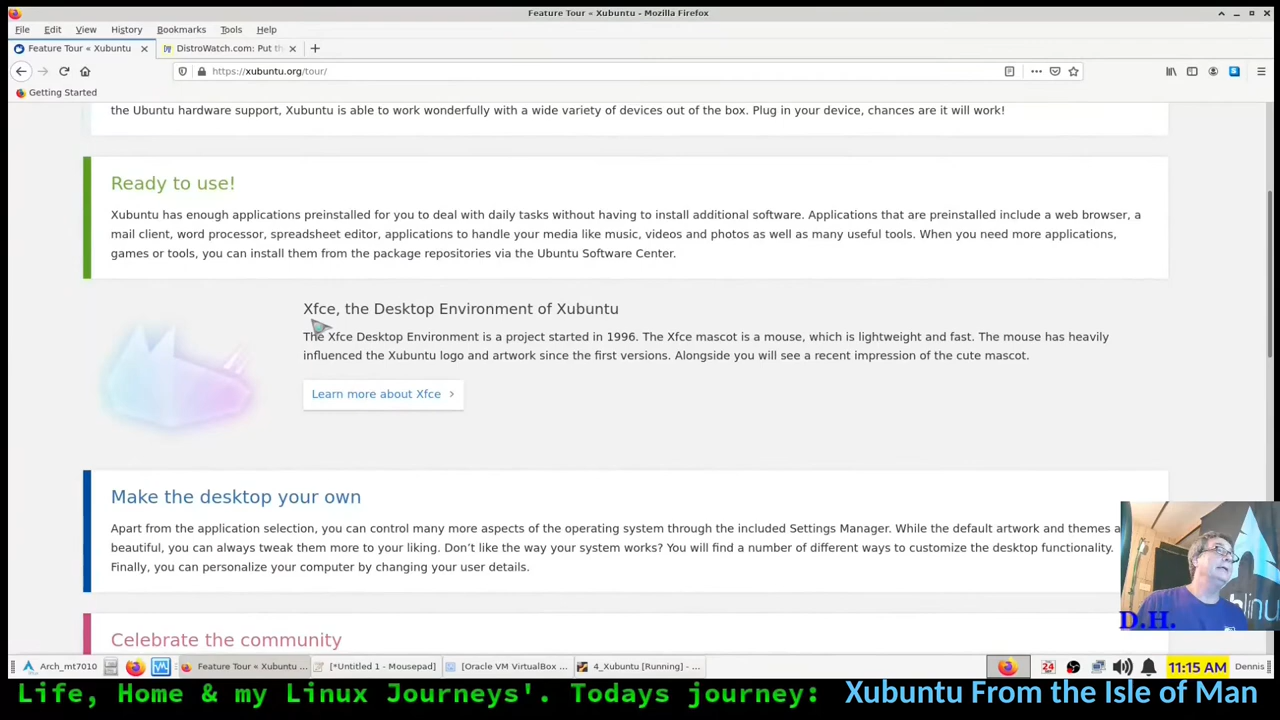 Feature Tour « Xubuntu - Mozilla Firefox
File Edit View History Bookmarks Tools Help
Feature Tour « Xubuntu
DistroWatch.com: Put th
https://xubuntu.org/tour/
Getting Started
the Ubuntu hardware support, Xubuntu is able to work wonderfully with a wide variety of devices out of the box. Plug in your device, chances are it will work!
Ready to use!
Xubuntu has enough applications preinstalled for you to deal with daily tasks without having to install additional software. Applications that are preinstalled include a web browser, a
mail client, word processor, spreadsheet editor, applications to handle your media like music, videos and photos as well as many useful tools. When you need more applications,
games or tools, you can install them from the package repositories via the Ubuntu Software Center.
Xfce, the Desktop Environment of Xubuntu
The Xfce Desktop Environment is a project started in 1996. The Xfce mascot is a mouse, which is lightweight and fast. The mouse has heavily
influenced the Xubuntu logo and artwork since the first versions. Alongside you will see a recent impression of the cute mascot.
Learn more about Xfce
Make the desktop your own
Apart from the application selection, you can control many more aspects of the operating system through the included Settings Manager. While the default artwork and themes a
beautiful, you can always tweak them more to your liking. Don't like the way your system works? You will find a number of different ways to customize the desktop functionality.
Finally, you can personalize your computer by changing your user details.
hlinu
D.H.
Celebrate the community
Arch_mt7010
Feature Tour « Xubuntu ...
[*Untitled 1 - Mousepad]
[Oracle VM VirtualBox ...
4_Xubuntu [Running] - ...
24
11:15 AM
Dennis
Life, Home & my Linux Journeys'. Todays journey: Xubuntu From the Isle of Man